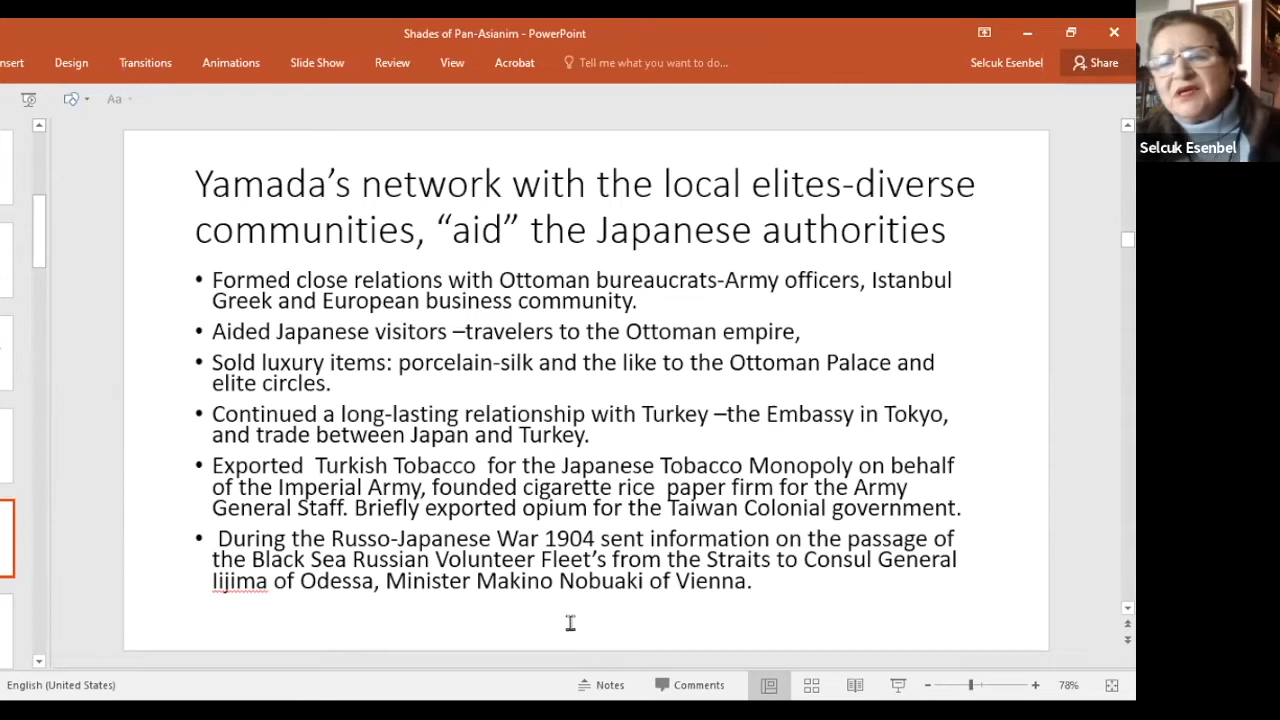 Shades of Pan-Asianim - PowerPoint
nsert Design Transitions Animations Slide Show Review View Acrobat Tell me what you want to do... Selcuk Esenbel Share
Aa
Selcuk Esenbel
Yamada’s network with the local elites-diverse
communities, “aid” the Japanese authorities
• Formed close relations with Ottoman bureaucrats-Army officers, Istanbul
Greek and European business community.
• Aided Japanese visitors –travelers to the Ottoman empire,
• Sold luxury items: porcelain-silk and the like to the Ottoman Palace and
elite circles.
• Continued a long-lasting relationship with Turkey –the Embassy in Tokyo,
and trade between Japan and Turkey.
• Exported Turkish Tobacco for the Japanese Tobacco Monopoly on behalf
of the Imperial Army, founded cigarette rice paper firm for the Army
General Staff. Briefly exported opium for the Taiwan Colonial government.
• During the Russo-Japanese War 1904 sent information on the passage of
the Black Sea Russian Volunteer Fleet’s from the Straits to Consul General
Iijima of Odessa, Minister Makino Nobuaki of Vienna.
English (United States) Notes Comments 78%